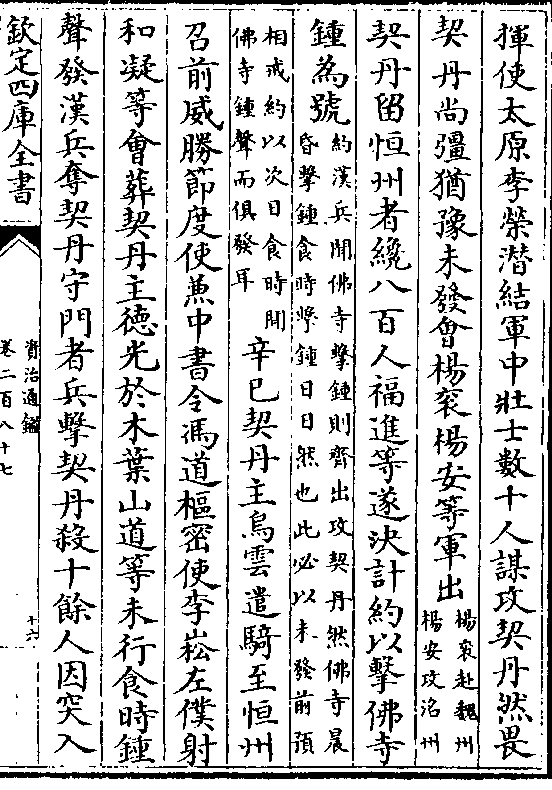 揮使太原李榮潛結軍中壯士數十人謀攻契丹然畏
契丹尚彊猶豫未發會楊衮楊安等軍出
楊衮赴魏州
楊安攻洺州
契丹留恒州者纔八百人福進等遂決計約以擊佛寺
鍾為號
約漢兵聞佛寺擊鍾則齊出攻契丹然佛寺晨
昏擊鍾食時擊鍾日日然也此必以未發前預
相戒約以次日食時聞
佛寺鍾聲而俱發耳
辛巳契丹主烏雲遣騎至恒州
召前威勝節度使兼中書令馮道樞密使李崧左僕射
和凝等會葬契丹主德光於木葉山道等未行食時鍾
聲發漢兵奪契丹守門者兵擊契丹殺十餘人因突入
欽定四庫全書
資治通鑑
卷二百八十七
十六